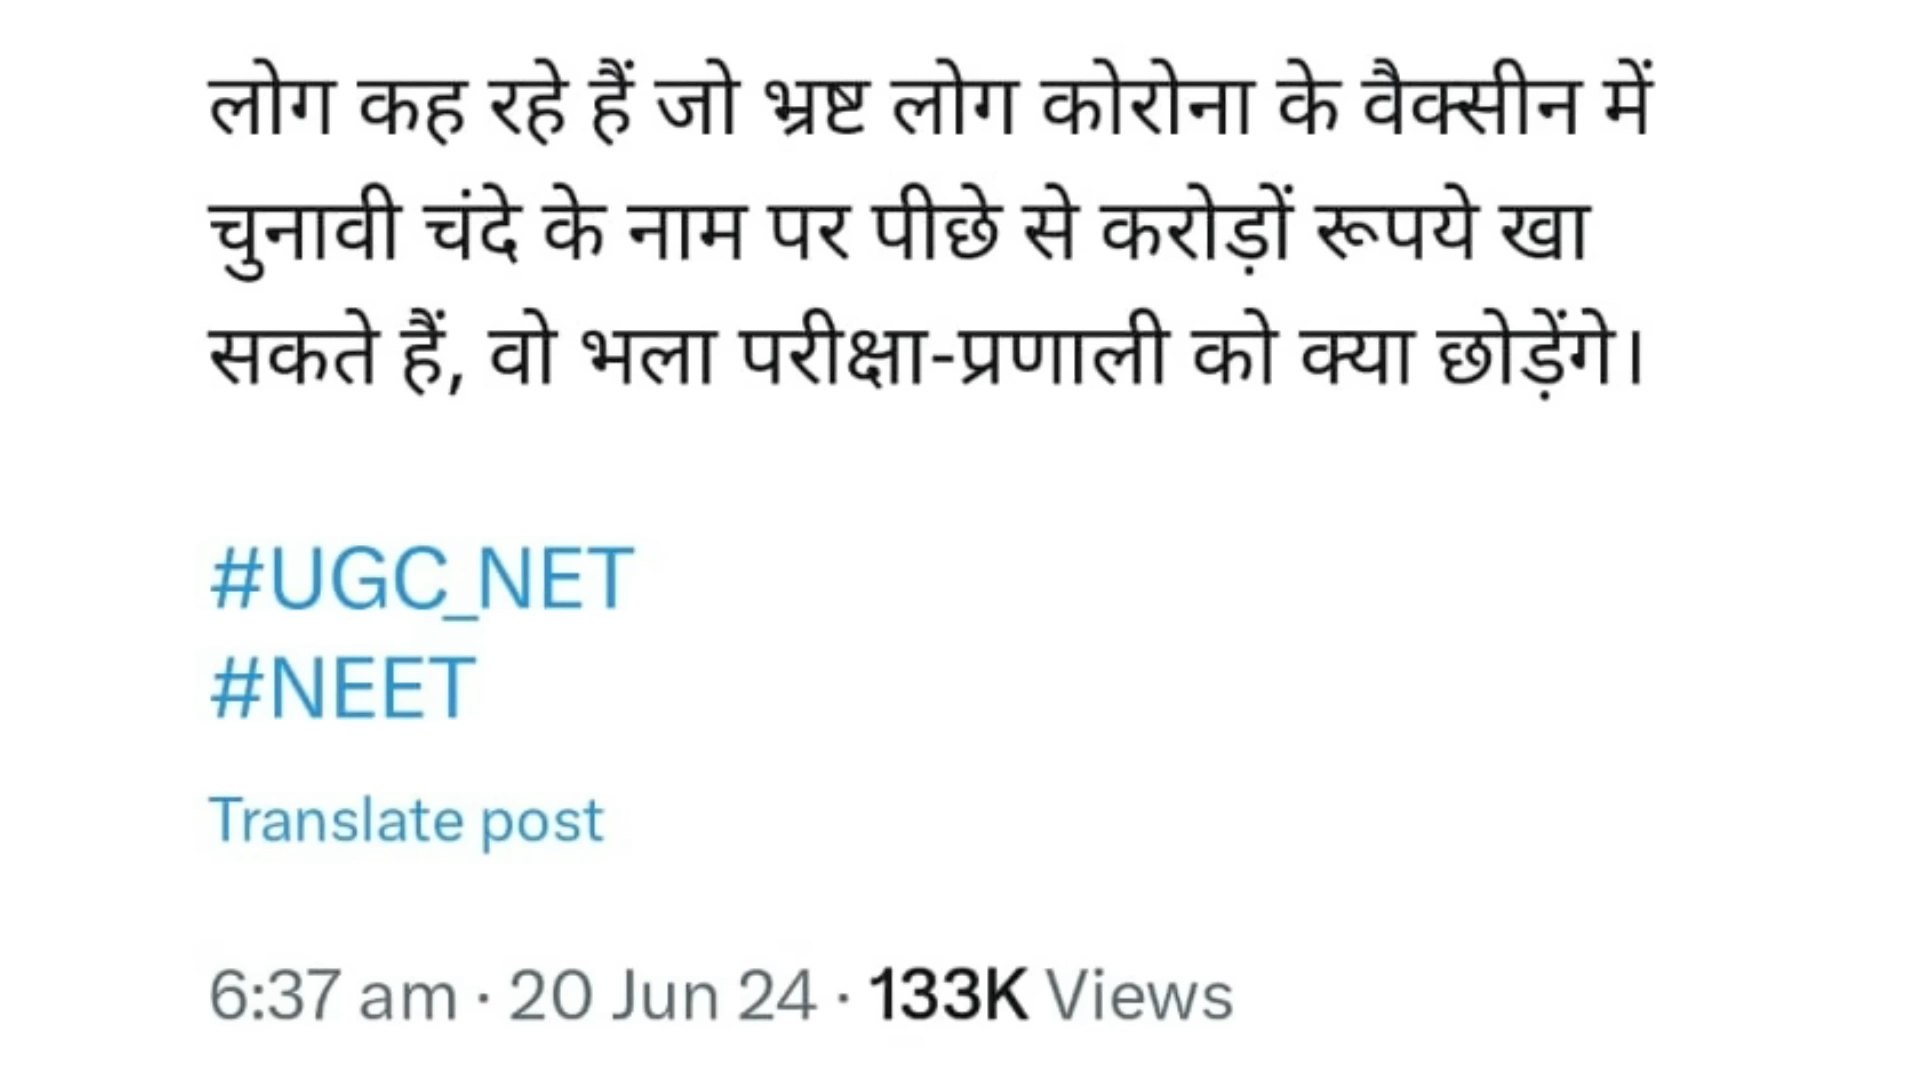 लोग कह रहे हैं जो भ्रष्ट लोग कोरोना के वैक्सीन में
चुनावी चंदे के नाम पर पीछे से करोड़ों रूपये खा
सकते हैं, वो भला परीक्षा-प्रणाली को क्या छोड़ेंगे।
#UGC_NET
#NEET
Translate post
6:37 am · 20 Jun 24 · 133K Views